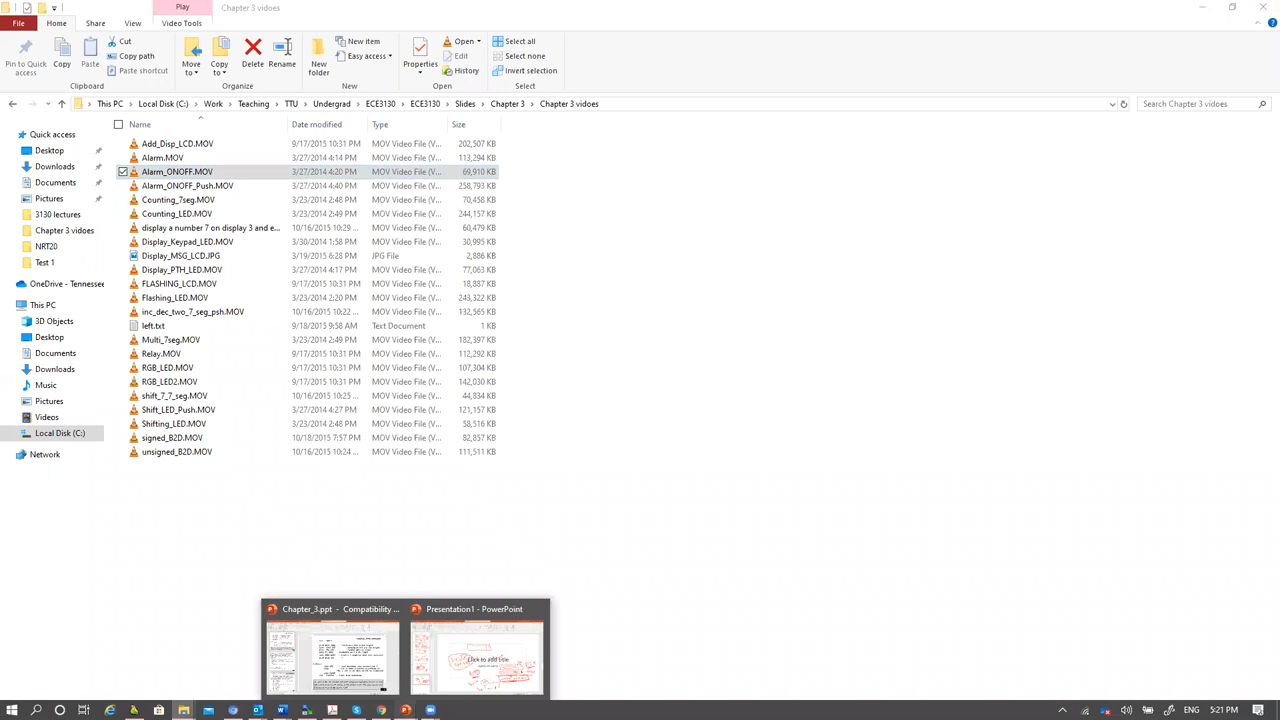 Play
Chapter 3 vidoes
File
Home
Share
View
Video Tools
Pin to Quick access
Copy
Paste
Cut
Copy path
Paste shortcut
Clipboard
Move to
Copy to
Delete
Rename
Organize
New folder
New item
Easy access
New
Properties
Open
Edit
History
Open
Select all
Select none
Invert selection
Select
This PC
Local Disk (C:)
Work
Teaching
TTU
Undergrad
ECE3130
ECE3130
Slides
Chapter 3
Chapter 3 vidoes
Search Chapter 3 vidoes
Name Date modified Type Size
Quick access
Desktop
Downloads
Documents
Pictures
3130 lectures
Chapter 3 vidoes
NRT20
Test 1
OneDrive - Tennessee
This PC
3D Objects
Desktop
Documents
Downloads
Music
Pictures
Videos
Local Disk (C:)
Network
Add_Disp_LCD.MOV 9/17/2015 10:31 PM MOV Video File (V... 202,507 KB
Alarm.MOV 3/27/2014 4:14 PM MOV Video File (V... 113,294 KB
Alarm_ONOFF.MOV 3/27/2014 4:20 PM MOV Video File (V... 69,910 KB
Alarm_ONOFF_Push.MOV 3/27/2014 4:40 PM MOV Video File (V... 258,793 KB
Counting_7seg.MOV 3/23/2014 2:48 PM MOV Video File (V... 70,458 KB
Counting_LED.MOV 3/23/2014 2:49 PM MOV Video File (V... 244,157 KB
display a number 7 on display 3 and e... 10/16/2015 10:29 ... MOV Video File (V... 60,479 KB
Display_Keypad_LED.MOV 3/30/2014 1:58 PM MOV Video File (V... 30,995 KB
Display_MSG_LCD.JPG 3/19/2015 6:28 PM JPG File 2,886 KB
Display_PTH_LED.MOV 3/27/2014 4:17 PM MOV Video File (V... 77,063 KB
FLASHING_LCD.MOV 9/17/2015 10:31 PM MOV Video File (V... 18,887 KB
Flashing_LED.MOV 3/23/2014 2:20 PM MOV Video File (V... 243,322 KB
inc_dec_two_7_seg_psh.MOV 10/16/2015 10:22 ... MOV Video File (V... 132,565 KB
left.txt 9/18/2015 9:58 AM Text Document 1 KB
Multi_7seg.MOV 3/23/2014 2:49 PM MOV Video File (V... 182,397 KB
Relay.MOV 9/17/2015 10:31 PM MOV Video File (V... 112,292 KB
RGB_LED.MOV 9/17/2015 10:31 PM MOV Video File (V... 107,304 KB
RGB_LED2.MOV 9/17/2015 10:31 PM MOV Video File (V... 142,030 KB
shift_7_7_seg.MOV 10/16/2015 10:25 ... MOV Video File (V... 44,834 KB
Shift_LED_Push.MOV 3/27/2014 4:27 PM MOV Video File (V... 121,157 KB
Shifting_LED.MOV 3/23/2014 2:48 PM MOV Video File (V... 58,516 KB
signed_B2D.MOV 10/18/2015 7:57 PM MOV Video File (V... 82,857 KB
unsigned_B2D.MOV 10/16/2015 10:24 ... MOV Video File (V... 111,511 KB
Chapter_3.ppt - Compatibility ...
Presentation1 - PowerPoint
Click to add title
ENG
5:21 PM